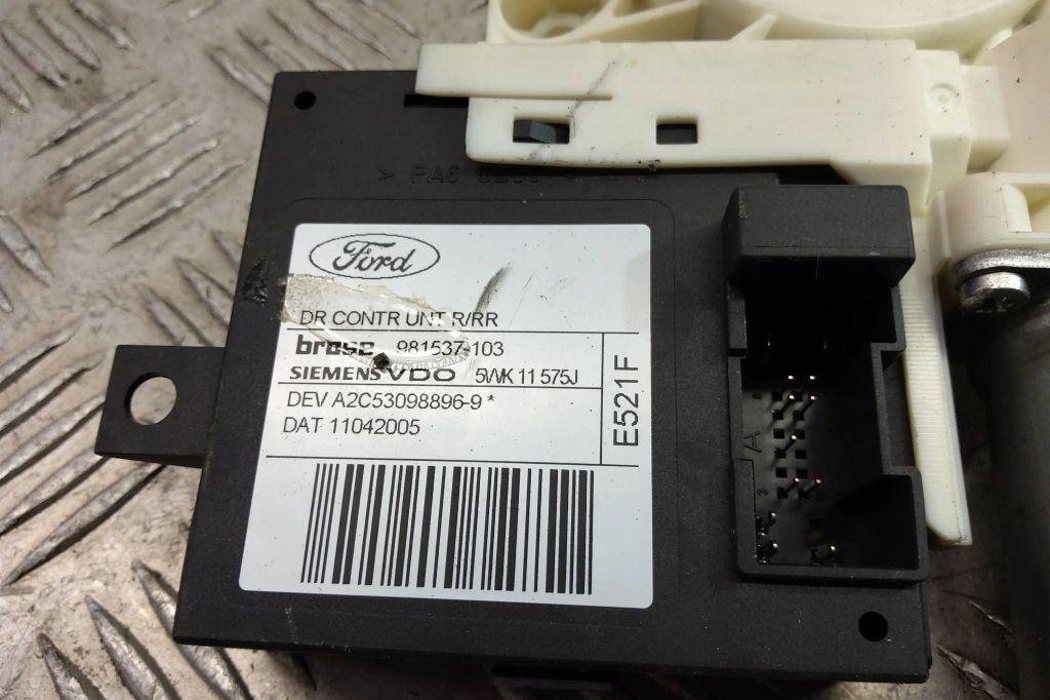 Ford
DR CONTR UNT R/RR
brose 981537-103
SIEMENS VDO 5WK 11 575J
DEV A2C53098896-9 *
DAT 11042005
E521F
> PA6
A